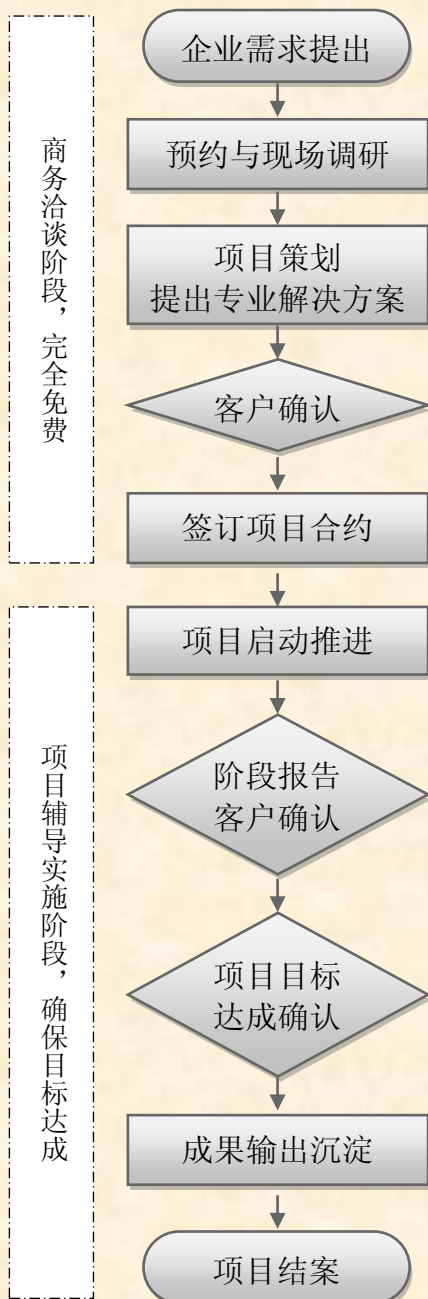 企业需求提出
预约与现场调研
项目策划
提出专业解决方案
客户确认
签订项目合约
商务洽谈阶段，完全免费
项目启动推进
阶段报告
客户确认
项目目标
达成确认
成果输出沉淀
项目结案
项目辅导实施阶段，确保目标达成